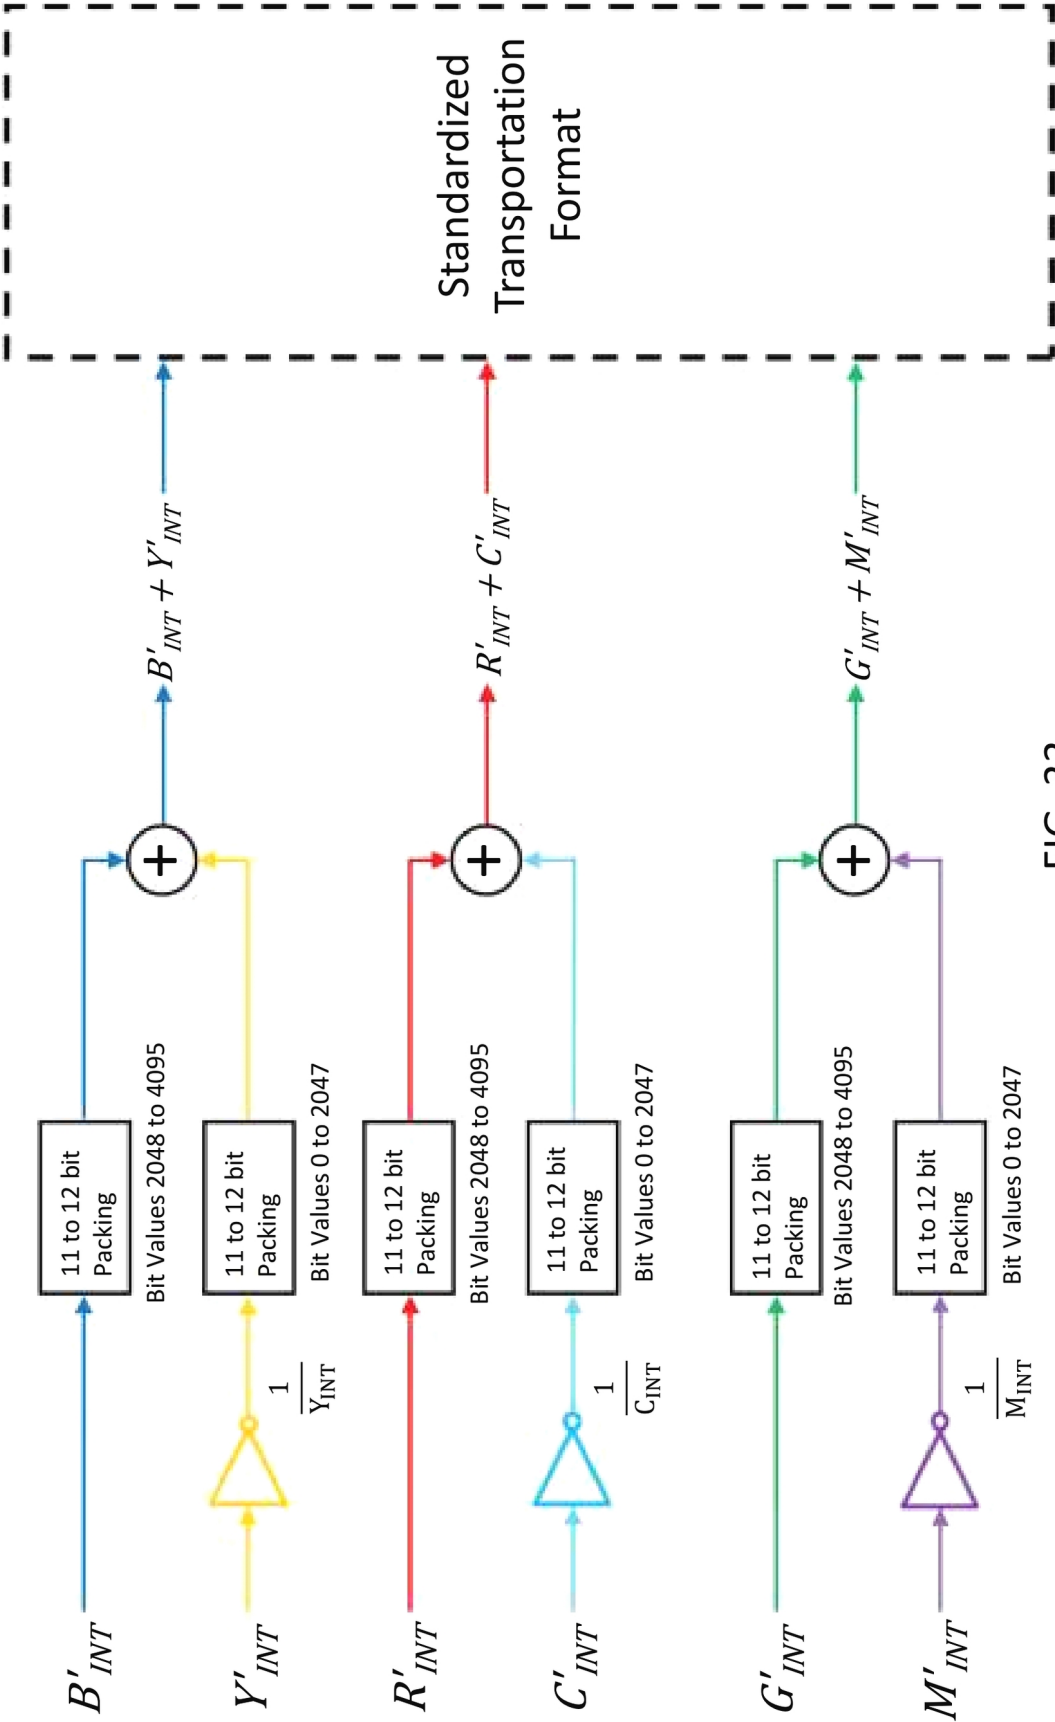 B'INT
11 to 12 bit
Packing
Bit Values 2048 to 4095
Y'INT
1
YINT
11 to 12 bit
Packing
Bit Values 0 to 2047
+
B'INT + Y'INT
R'INT
11 to 12 bit
Packing
Bit Values 2048 to 4095
C'INT
1
CINT
11 to 12 bit
Packing
Bit Values 0 to 2047
+
R'INT + C'INT
G'INT
11 to 12 bit
Packing
Bit Values 2048 to 4095
M'INT
1
MINT
11 to 12 bit
Packing
Bit Values 0 to 2047
+
G'INT + M'INT
Standardized
Transportation
Format